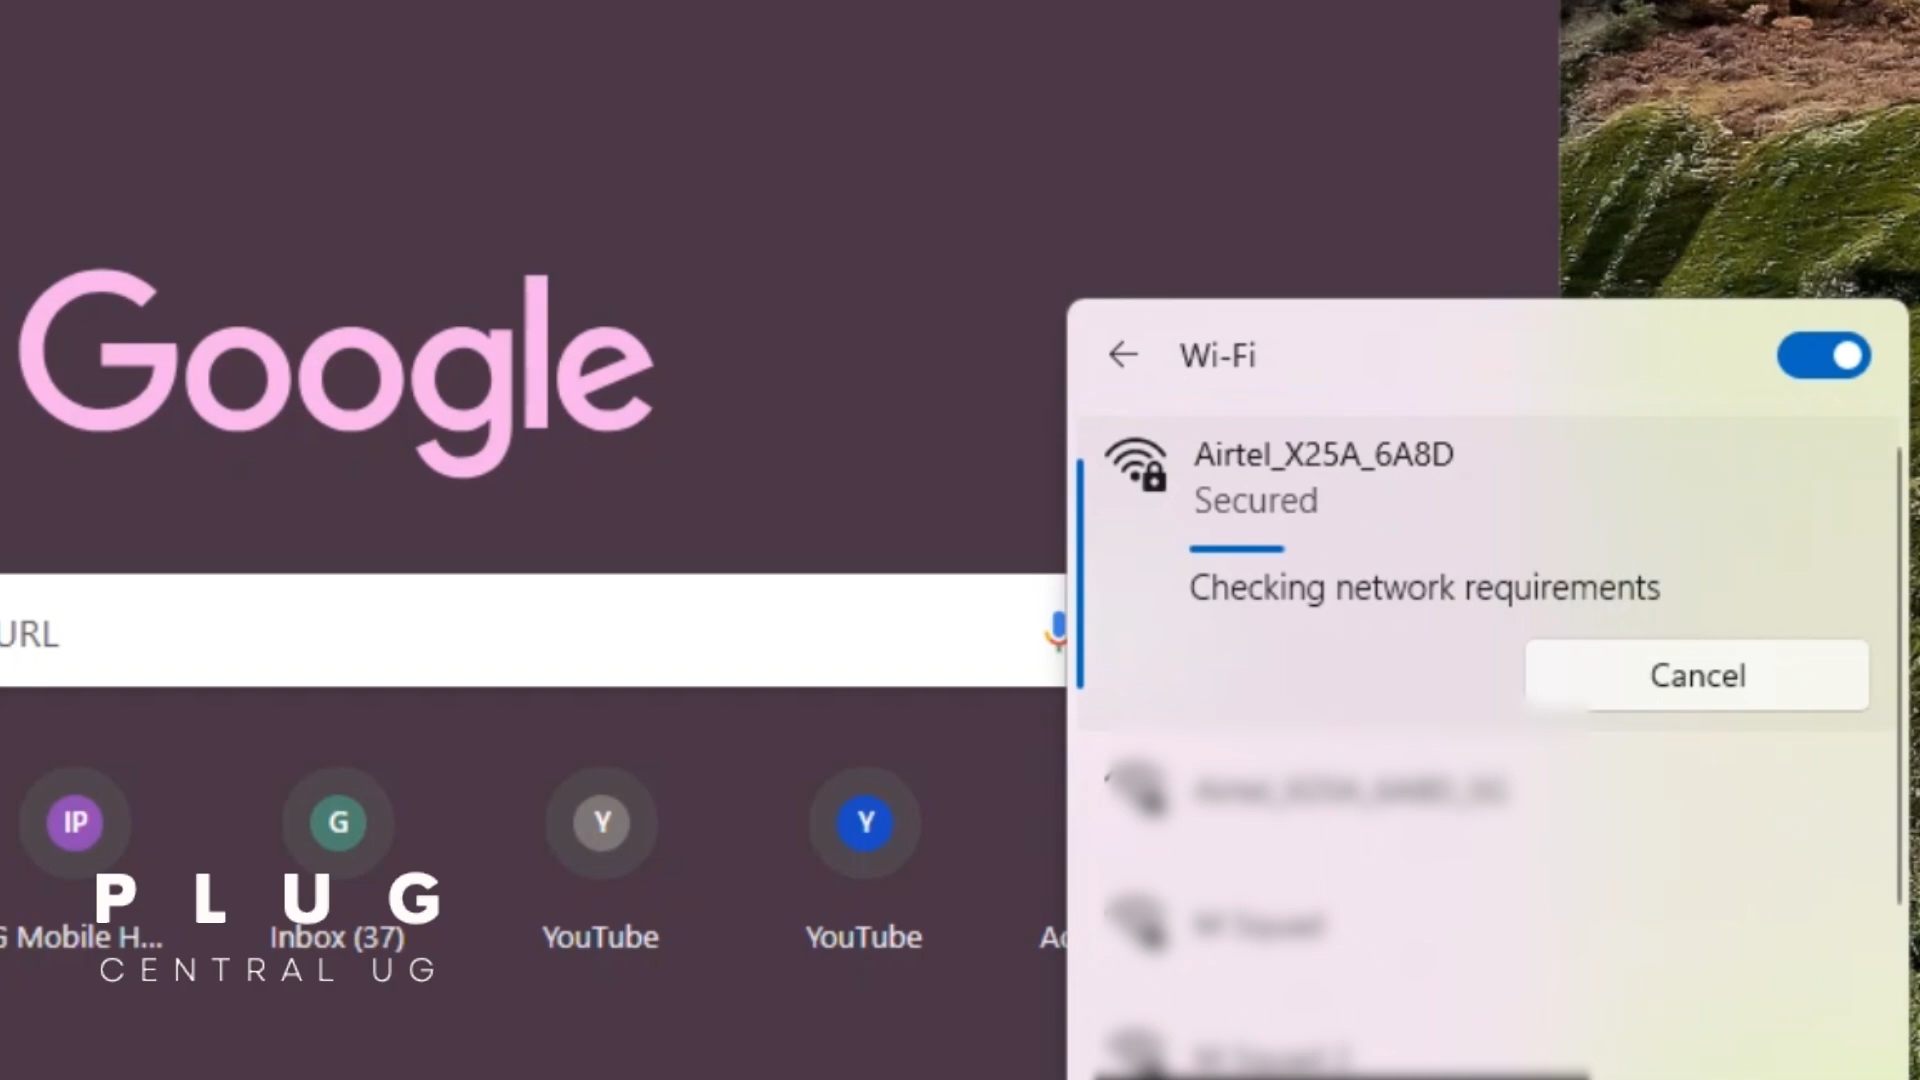 Google
URL
Wi-Fi
Airtel_X25A_6A8D
Secured
Checking network requirements
Cancel
IP
G
Y
Y
G Mobile H...
Inbox (37)
YouTube
YouTube
PLUG
CENTRAL UG